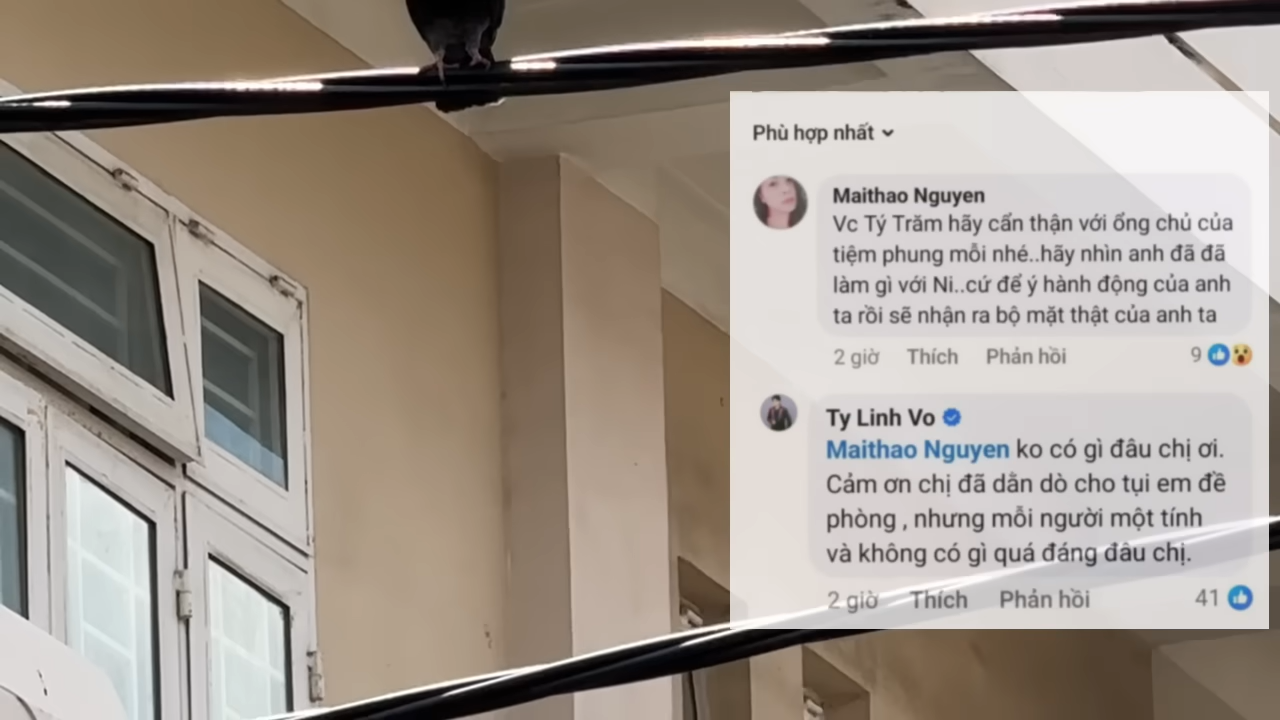 Phù hợp nhất
Maithao Nguyen
Vc Tý Trăm hãy cẩn thận với ổng chủ của
tiệm phung mỗi nhé..hãy nhìn anh đã đã
làm gì với Ni..cứ để ý hành động của anh
ta rồi sẽ nhận ra bộ mặt thật của anh ta
2 giờ Thích Phản hồi 9
Ty Linh Vo
Maithao Nguyen ko có gì đâu chị ơi.
Cảm ơn chị đã dằn dò cho tụi em đề
phòng , nhưng mỗi người một tính
và không có gì quá đáng đâu chị.
2 giờ Thích Phản hồi 41